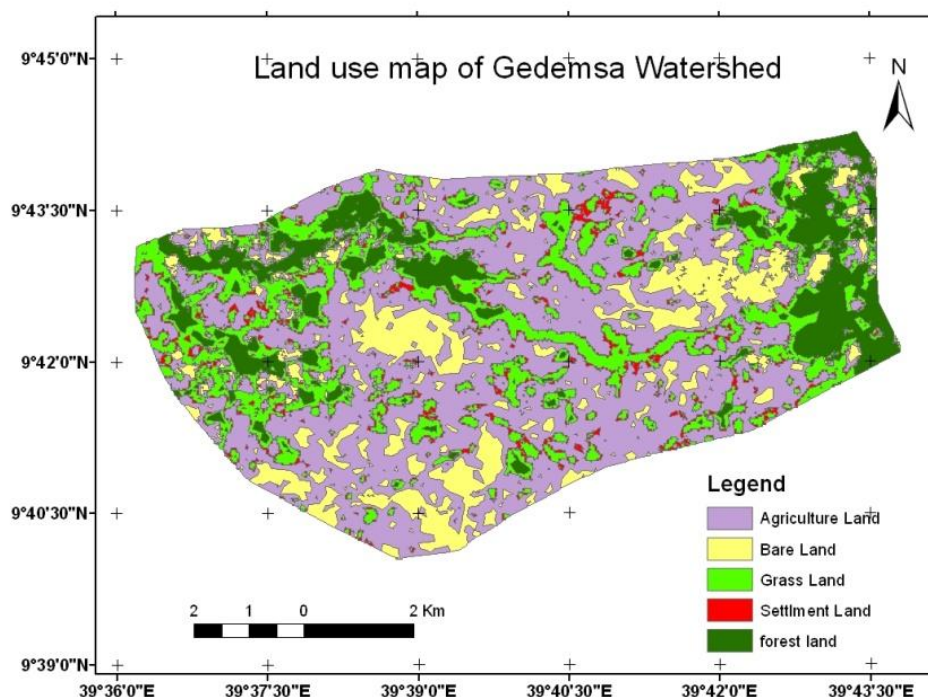 Land use map of Gedemsa Watershed
N
9°45'0"N
9°43'30"N
9°42'0"N
9°40'30"N
9°39'0"N
Legend
Agriculture Land
Bare Land
Grass Land
Settlment Land
forest land
2 1 0 2 Km
39°36'0"E 39°37'30"E 39°39'0"E 39°40'30"E 39°42'0"E 39°43'30"E